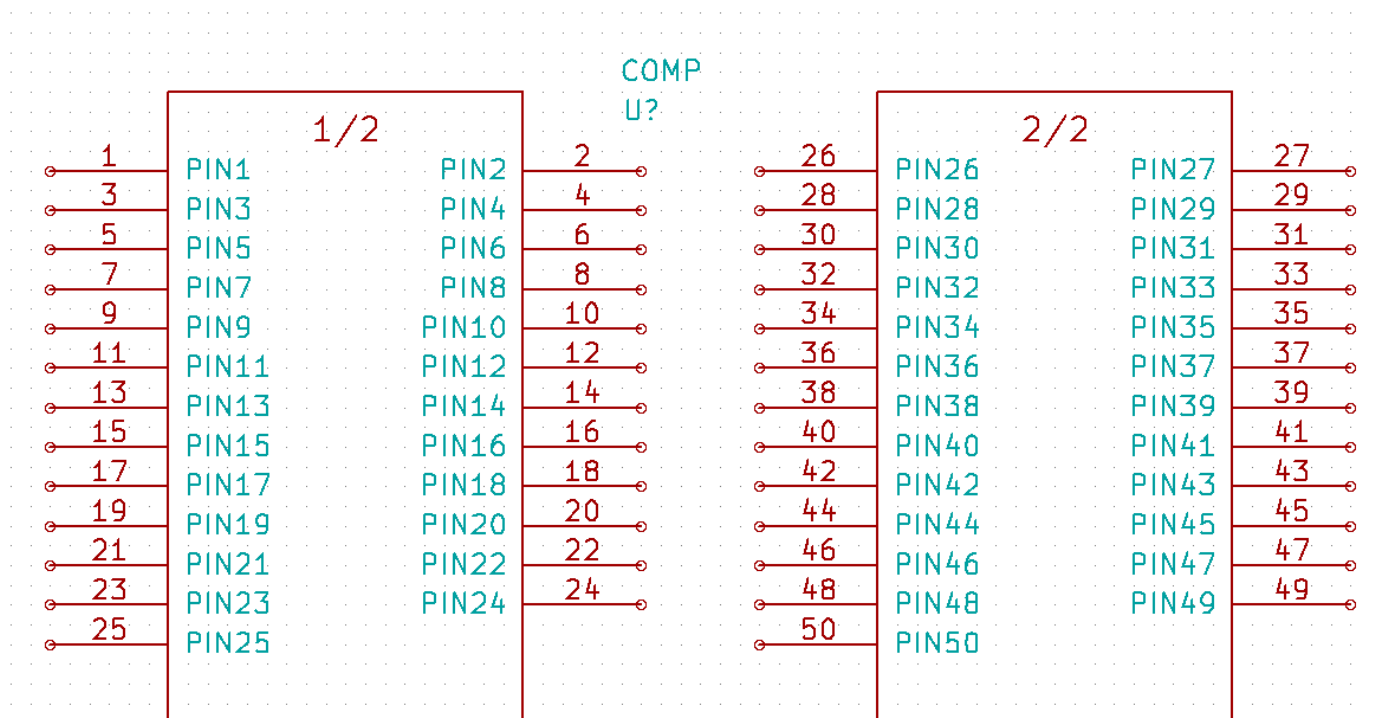 COMP
U?
1/2 2/2
1 PIN1 PIN2 2 26 PIN26 PIN27 27
3 PIN3 PIN4 4 28 PIN28 PIN29 29
5 PIN5 PIN6 6 30 PIN30 PIN31 31
7 PIN7 PIN8 8 32 PIN32 PIN33 33
9 PIN9 PIN10 10 34 PIN34 PIN35 35
11 PIN11 PIN12 12 36 PIN36 PIN37 37
13 PIN13 PIN14 14 38 PIN38 PIN39 39
15 PIN15 PIN16 16 40 PIN40 PIN41 41
17 PIN17 PIN18 18 42 PIN42 PIN43 43
19 PIN19 PIN20 20 44 PIN44 PIN45 45
21 PIN21 PIN22 22 46 PIN46 PIN47 47
23 PIN23 PIN24 24 48 PIN48 PIN49 49
25 PIN25 50 PIN50